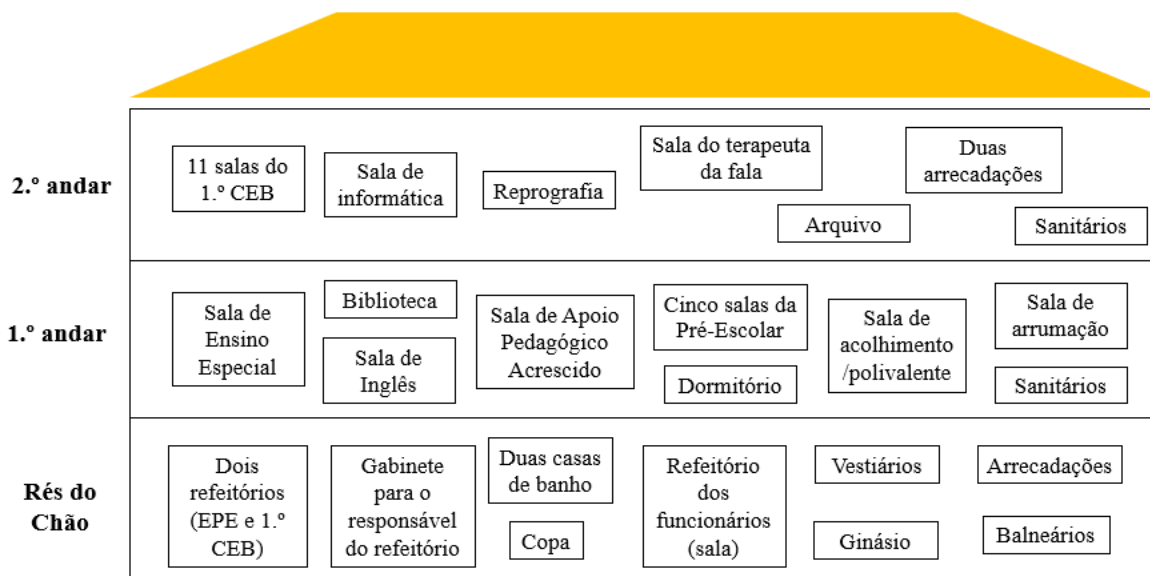 2.º andar
11 salas do
1.º CEB
Sala de
informática
Reprografia
Sala do terapeuta
da fala
Arquivo
Duas
arrecadações
Sanitários
1.º andar
Sala de
Ensino
Especial
Biblioteca
Sala de
Inglês
Sala de Apoio
Pedagógico
Acrescido
Cinco salas da
Pré-Escolar
Dormitório
Sala de
acolhimento
/polivalente
Sala de
arrumação
Sanitários
Rés do
Chão
Dois
refeitórios
(EPE e 1.º
CEB)
Gabinete
para o
responsável
do refeitório
Duas casas
de banho
Copa
Refeitório
dos
funcionários
(sala)
Vestiários
Ginásio
Arrecadações
Balneários